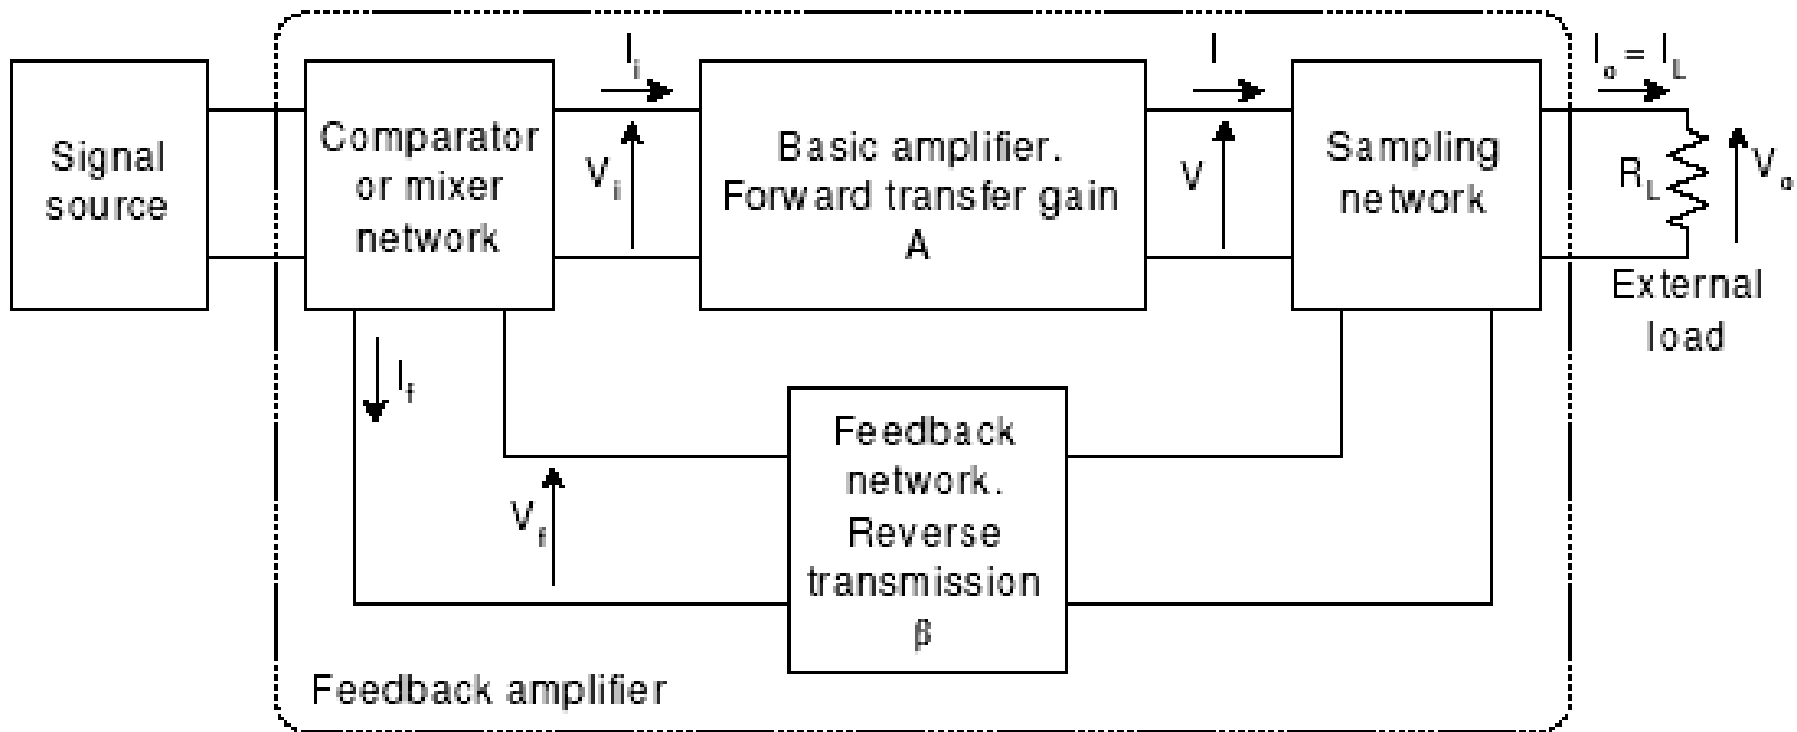 Signal
source
Comparator
or mixer
network
I_i
V_i
Basic amplifier.
Forward transfer gain
A
I
V
Sampling
network
I_o = I_L
R_L
V_o
External
load
I_f
V_f
Feedback
network.
Reverse
transmission
β
Feedback amplifier